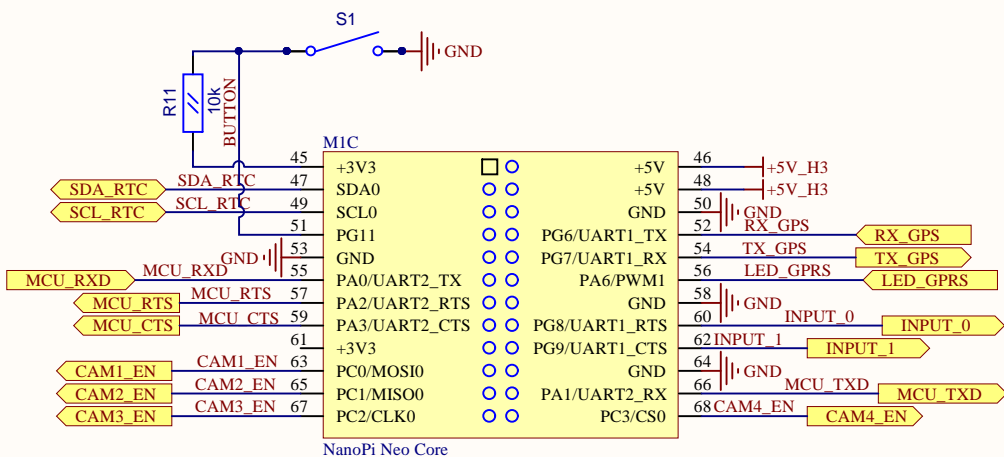 S1
GND
R11
10k
BUTTON
M1C
45 +3V3 +5V 46 +5V_H3
SDA_RTC SDA_RTC 47 SDA0 +5V 48 +5V_H3
SCL_RTC SCL_RTC 49 SCL0 GND 50 GND
51 PG11 PG6/UART1_TX 52 RX_GPS RX_GPS
GND 53 GND PG7/UART1_RX 54 TX_GPS TX_GPS
MCU_RXD MCU_RXD 55 PA0/UART2_TX PA6/PWM1 56 LED_GPRS LED_GPRS
MCU_RTS MCU_RTS 57 PA2/UART2_RTS GND 58 GND
MCU_CTS MCU_CTS 59 PA3/UART2_CTS PG8/UART1_RTS 60 INPUT_0 INPUT_0
61 +3V3 PG9/UART1_CTS 62 INPUT_1 INPUT_1
CAM1_EN CAM1_EN 63 PC0/MOSI0 GND 64 GND
CAM2_EN CAM2_EN 65 PC1/MISO0 PA1/UART2_RX 66 MCU_TXD MCU_TXD
CAM3_EN CAM3_EN 67 PC2/CLK0 PC3/CS0 68 CAM4_EN CAM4_EN
NanoPi Neo Core